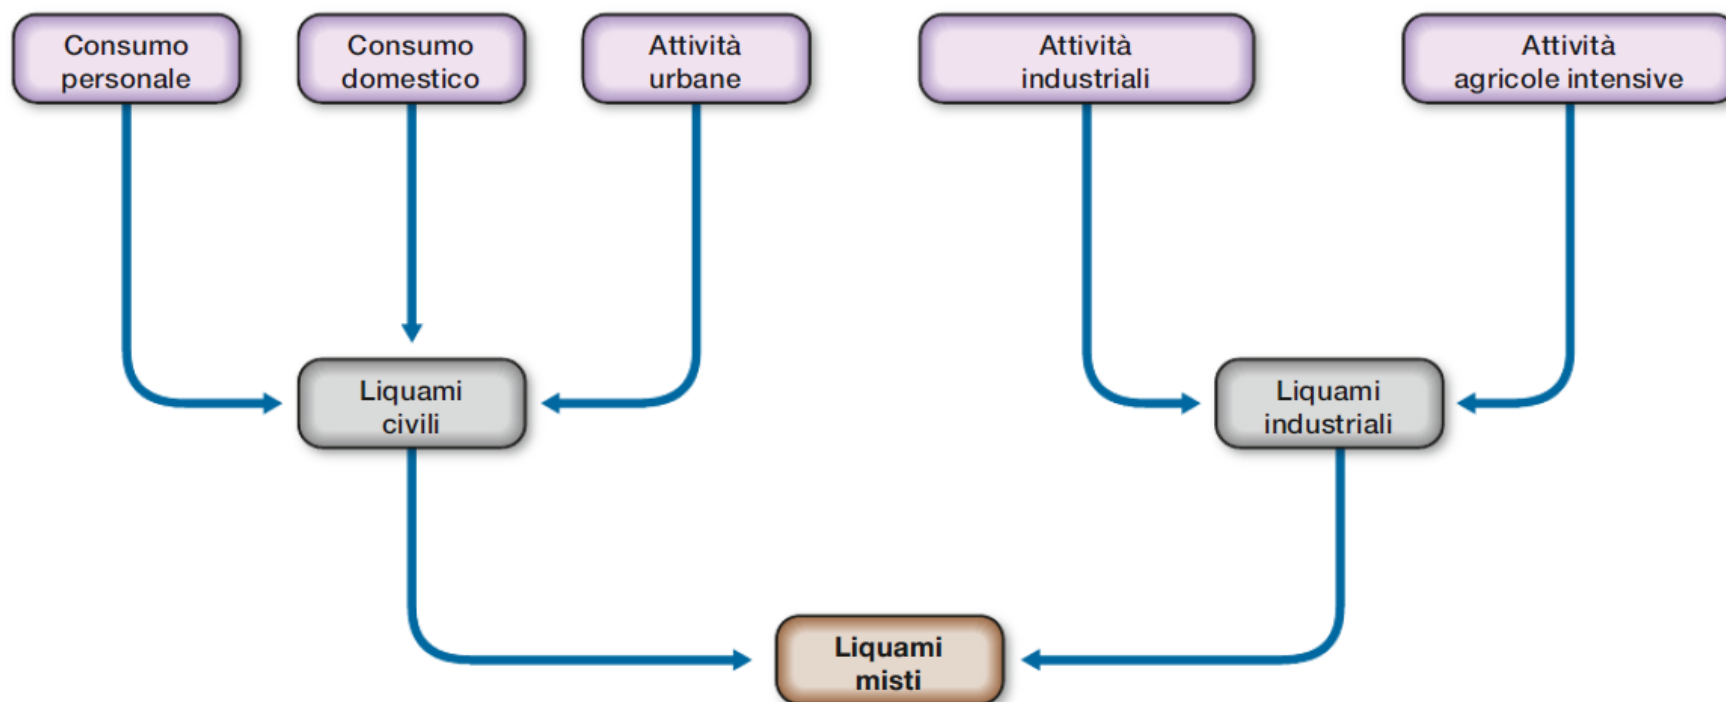 Consumo
personale
Consumo
domestico
Attività
urbane
Attività
industriali
Attività
agricole intensive
Liquami
civili
Liquami
industriali
Liquami
misti